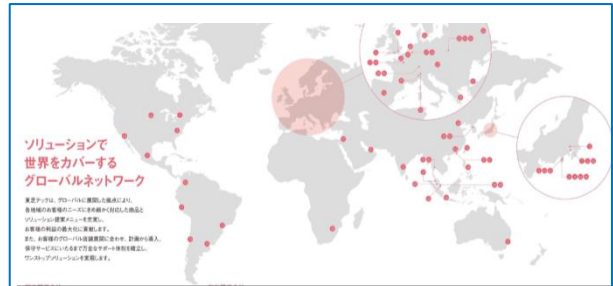 ソリューションで
世界をカバーする
グローバルネットワーク
東芝テックは、グローバルに展開した拠点により、
各地域のお客様のニーズにきめ細かく対応した商品と
ソリューション提案メニューを充実し、
お客様の利益の最大化に貢献します。
また、お客様のグローバル店舗展開に合わせ、計画から導入、
保守サービスにいたるまで万全なサポート体制を確立し、
ワンストップソリューションを実現します。